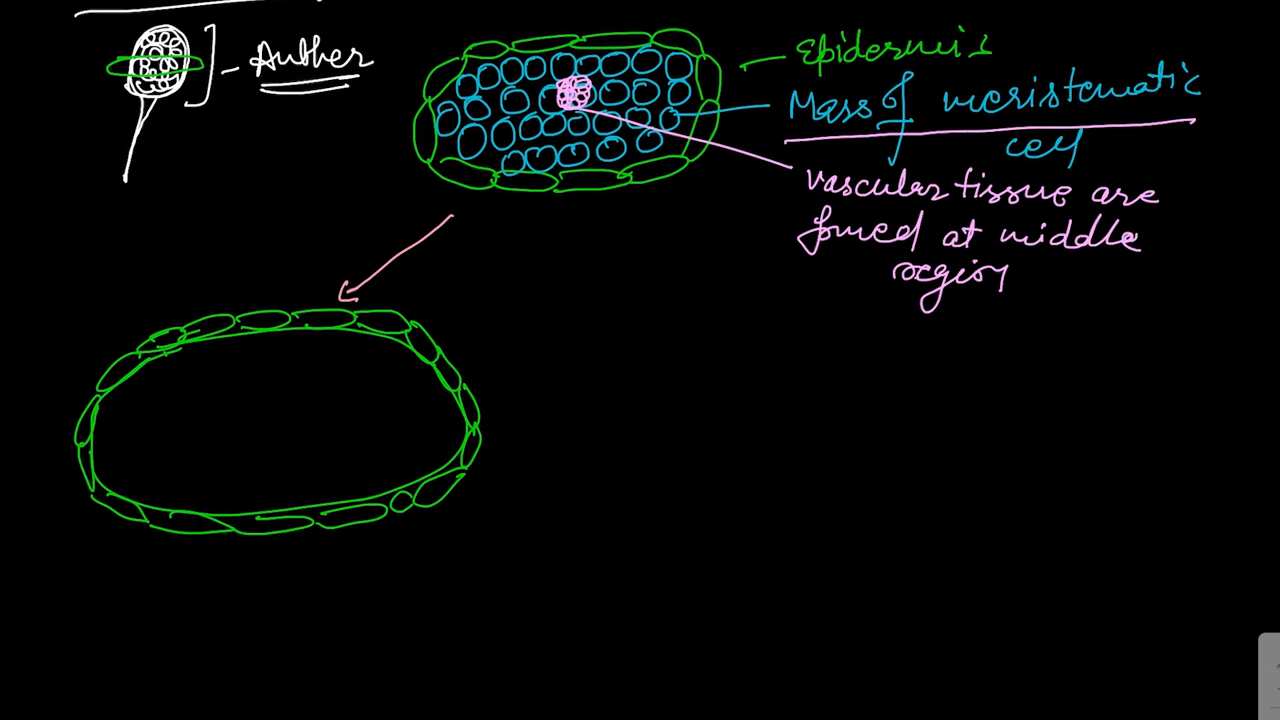 Anther
Epidermis
Mass of meristematic
cell
vascular tissue are
formed at middle
region